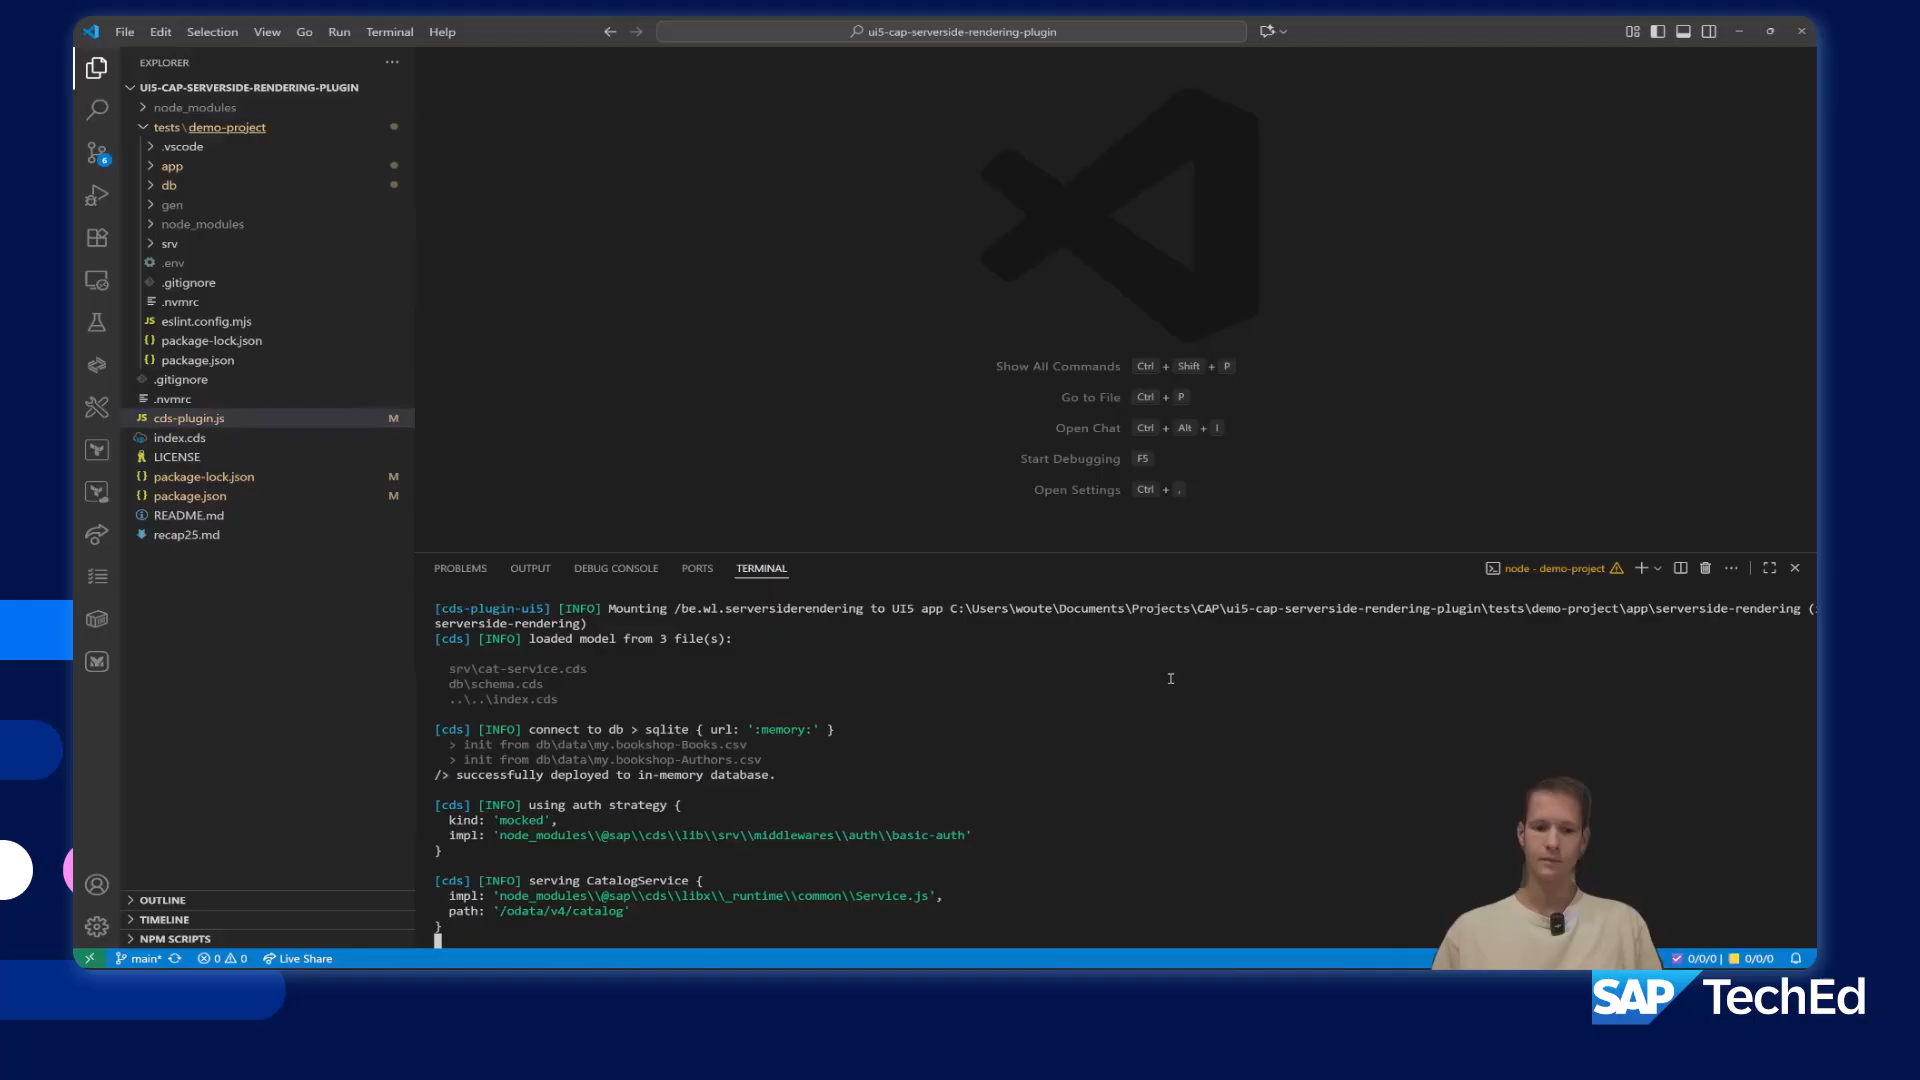 File Edit Selection View Go Run Terminal Help
ui5-cap-serverside-rendering-plugin
EXPLORER
UI5-CAP-SERVERSIDE-RENDERING-PLUGIN
node_modules
tests\demo-project
.vscode
app
db
gen
node_modules
srv
.env
.gitignore
.nvmrc
JS eslint.config.mjs
{} package-lock.json
{} package.json
.gitignore
.nvmrc
JS cds-plugin.js M
index.cds
LICENSE
{} package-lock.json M
{} package.json M
README.md
recap25.md
6
OUTLINE
TIMELINE
NPM SCRIPTS
Show All Commands Ctrl + Shift + P
Go to File Ctrl + P
Open Chat Ctrl + Alt + I
Start Debugging F5
Open Settings Ctrl + ,
PROBLEMS OUTPUT DEBUG CONSOLE PORTS TERMINAL
node - demo-project
[cds-plugin-ui5] [INFO] Mounting /be.wl.serversiderendering to UI5 app C:\Users\woute\Documents\Projects\CAP\ui5-cap-serverside-rendering-plugin\tests\demo-project\app\serverside-rendering (
serverside-rendering)
[cds] [INFO] loaded model from 3 file(s):
srv\cat-service.cds
db\schema.cds
..\..\index.cds
[cds] [INFO] connect to db > sqlite { url: ':memory:' }
> init from db\data\my.bookshop-Books.csv
> init from db\data\my.bookshop-Authors.csv
/> successfully deployed to in-memory database.
[cds] [INFO] using auth strategy {
kind: 'mocked',
impl: 'node_modules\\@sap\\cds\\lib\\srv\\middlewares\\auth\\basic-auth'
}
[cds] [INFO] serving CatalogService {
impl: 'node_modules\\@sap\\cds\\libx\\_runtime\\common\\Service.js',
path: '/odata/v4/catalog'
}
main* 0 0 Live Share
0/0/0 | 0/0/0
SAP TechEd